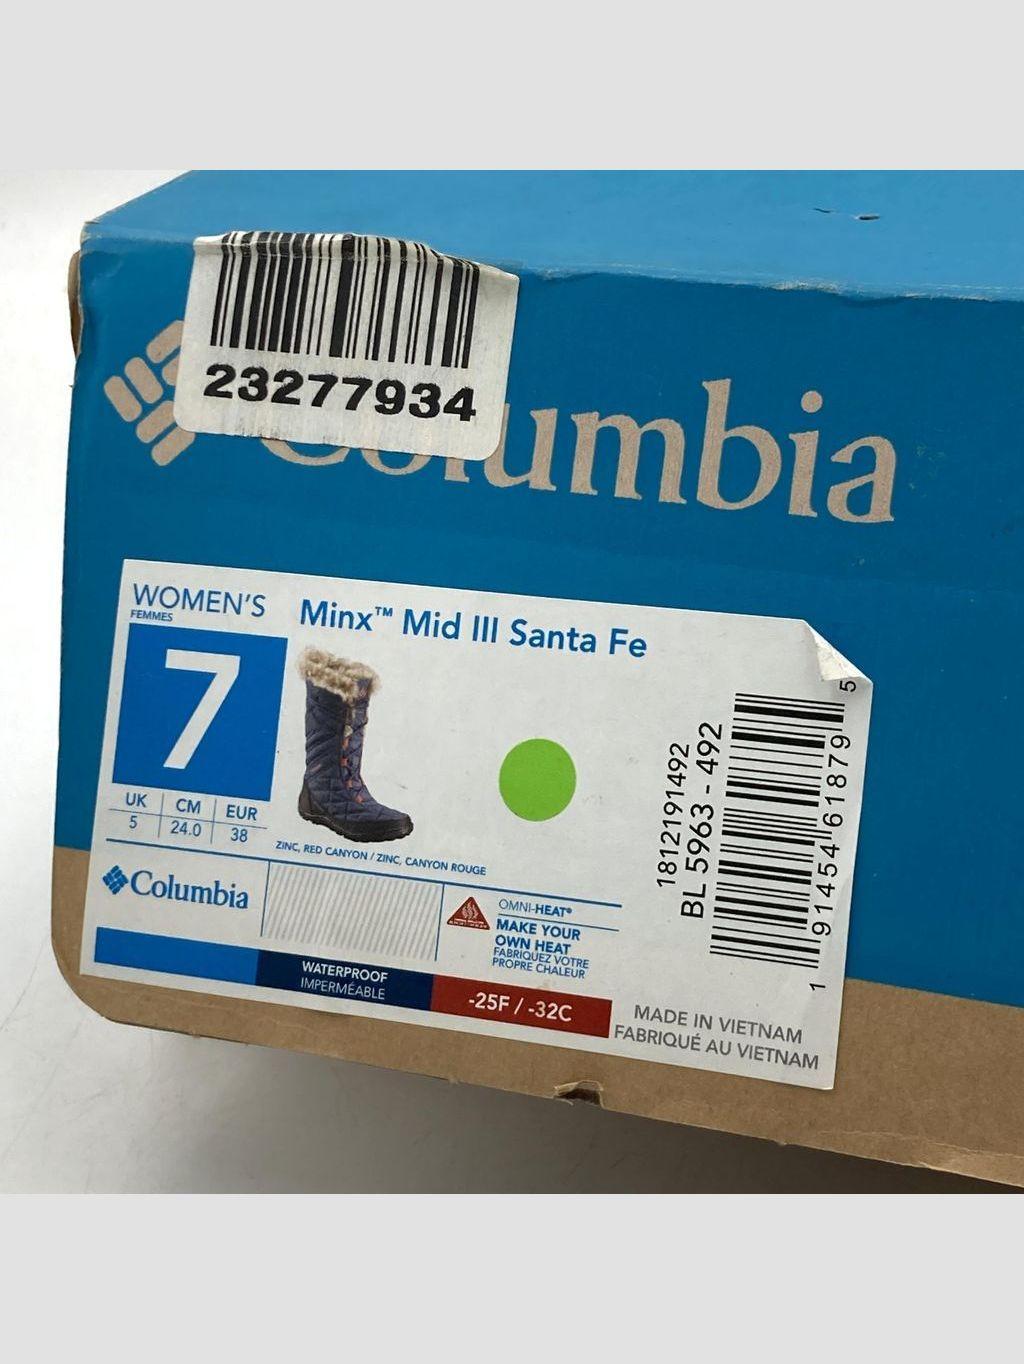 23277934
Columbia
WOMEN'S
FEMMES
7
UK CM EUR
5 24.0 38
Minx™ Mid III Santa Fe
ZINC, RED CANYON / ZINC, CANYON ROUGE
Columbia
OMNI-HEAT®
MAKE YOUR
OWN HEAT
FABRIQUEZ VOTRE
PROPRE CHALEUR
WATERPROOF
IMPERMÉABLE
-25F / -32C
MADE IN VIETNAM
FABRIQUÉ AU VIETNAM
1812191492
BL 5963 - 492
1 91454 61879 5